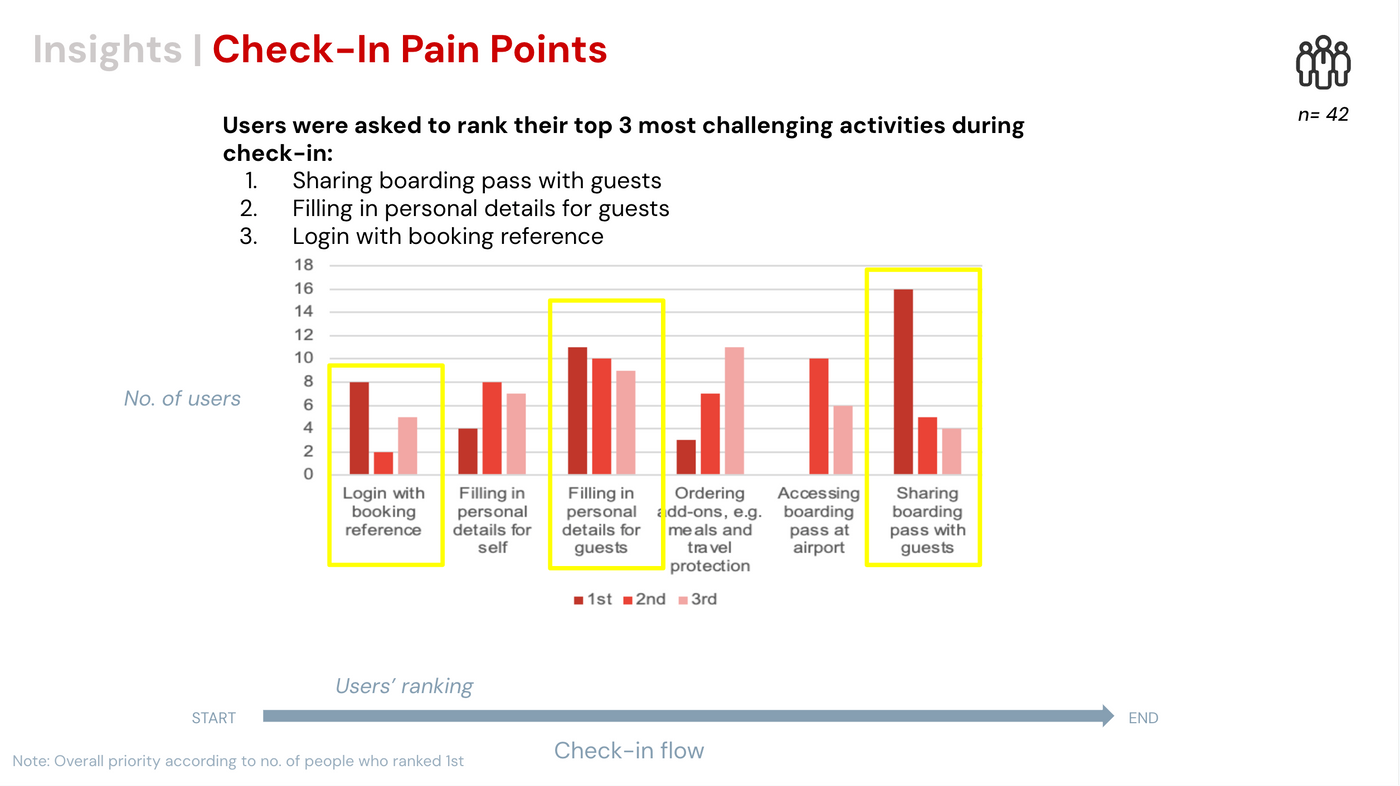 Insights | Check-In Pain Points
n= 42
Users were asked to rank their top 3 most challenging activities during
check-in:
1. Sharing boarding pass with guests
2. Filling in personal details for guests
3. Login with booking reference
18
16
14
12
10
8
6
4
2
0
No. of users
Login with
booking
reference
Filling in
personal
details for
self
Filling in
personal
details for
guests
Ordering
add-ons, e.g.
meals and
travel
protection
Accessing
boarding
pass at
airport
Sharing
boarding
pass with
guests
1st 2nd 3rd
Users' ranking
START
END
Check-in flow
Note: Overall priority according to no. of people who ranked 1st